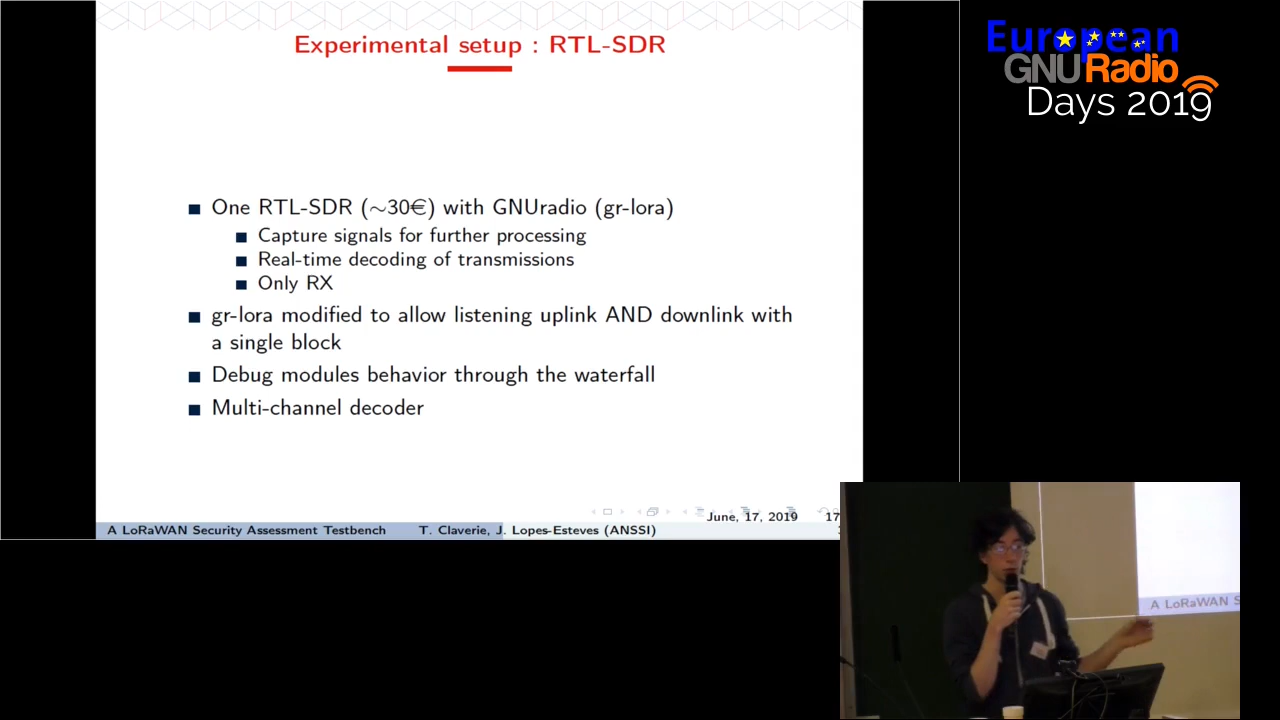 Experimental setup : RTL-SDR
One RTL-SDR (∼30€) with GNUradio (gr-lora)
Capture signals for further processing
Real-time decoding of transmissions
Only RX
gr-lora modified to allow listening uplink AND downlink with
a single block
Debug modules behavior through the waterfall
Multi-channel decoder
June, 17, 2019 17
A LoRaWAN Security Assessment Testbench T. Claverie, J. Lopes-Esteves (ANSSI)
European
GNURadio
Days 2019
A LoRaWAN S